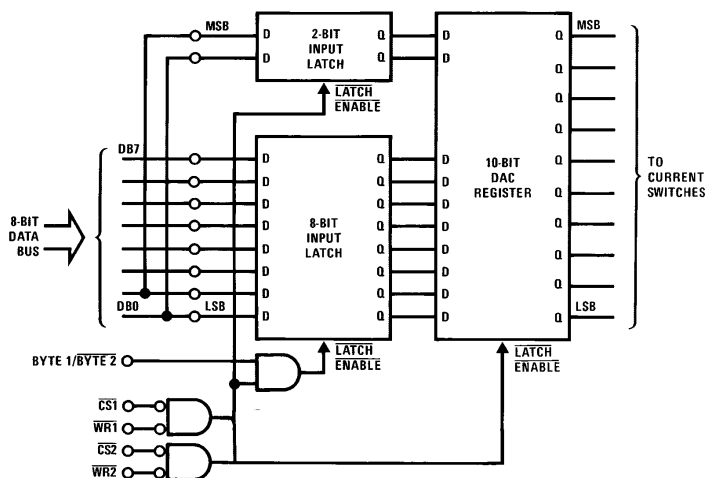 MSB
D
D
2-BIT
INPUT
LATCH
Q
Q
D
D
Q
MSB
LATCH
ENABLE
8-BIT
DATA
BUS
DB7
DB0
LSB
D
D
D
D
D
D
D
D
8-BIT
INPUT
LATCH
Q
Q
Q
Q
Q
Q
Q
Q
D
D
D
D
D
D
D
D
10-BIT
DAC
REGISTER
Q
Q
Q
Q
Q
Q
Q
Q
Q
LSB
TO
CURRENT
SWITCHES
BYTE 1/BYTE 2
LATCH
ENABLE
LATCH
ENABLE
CS1
WR1
CS2
WR2